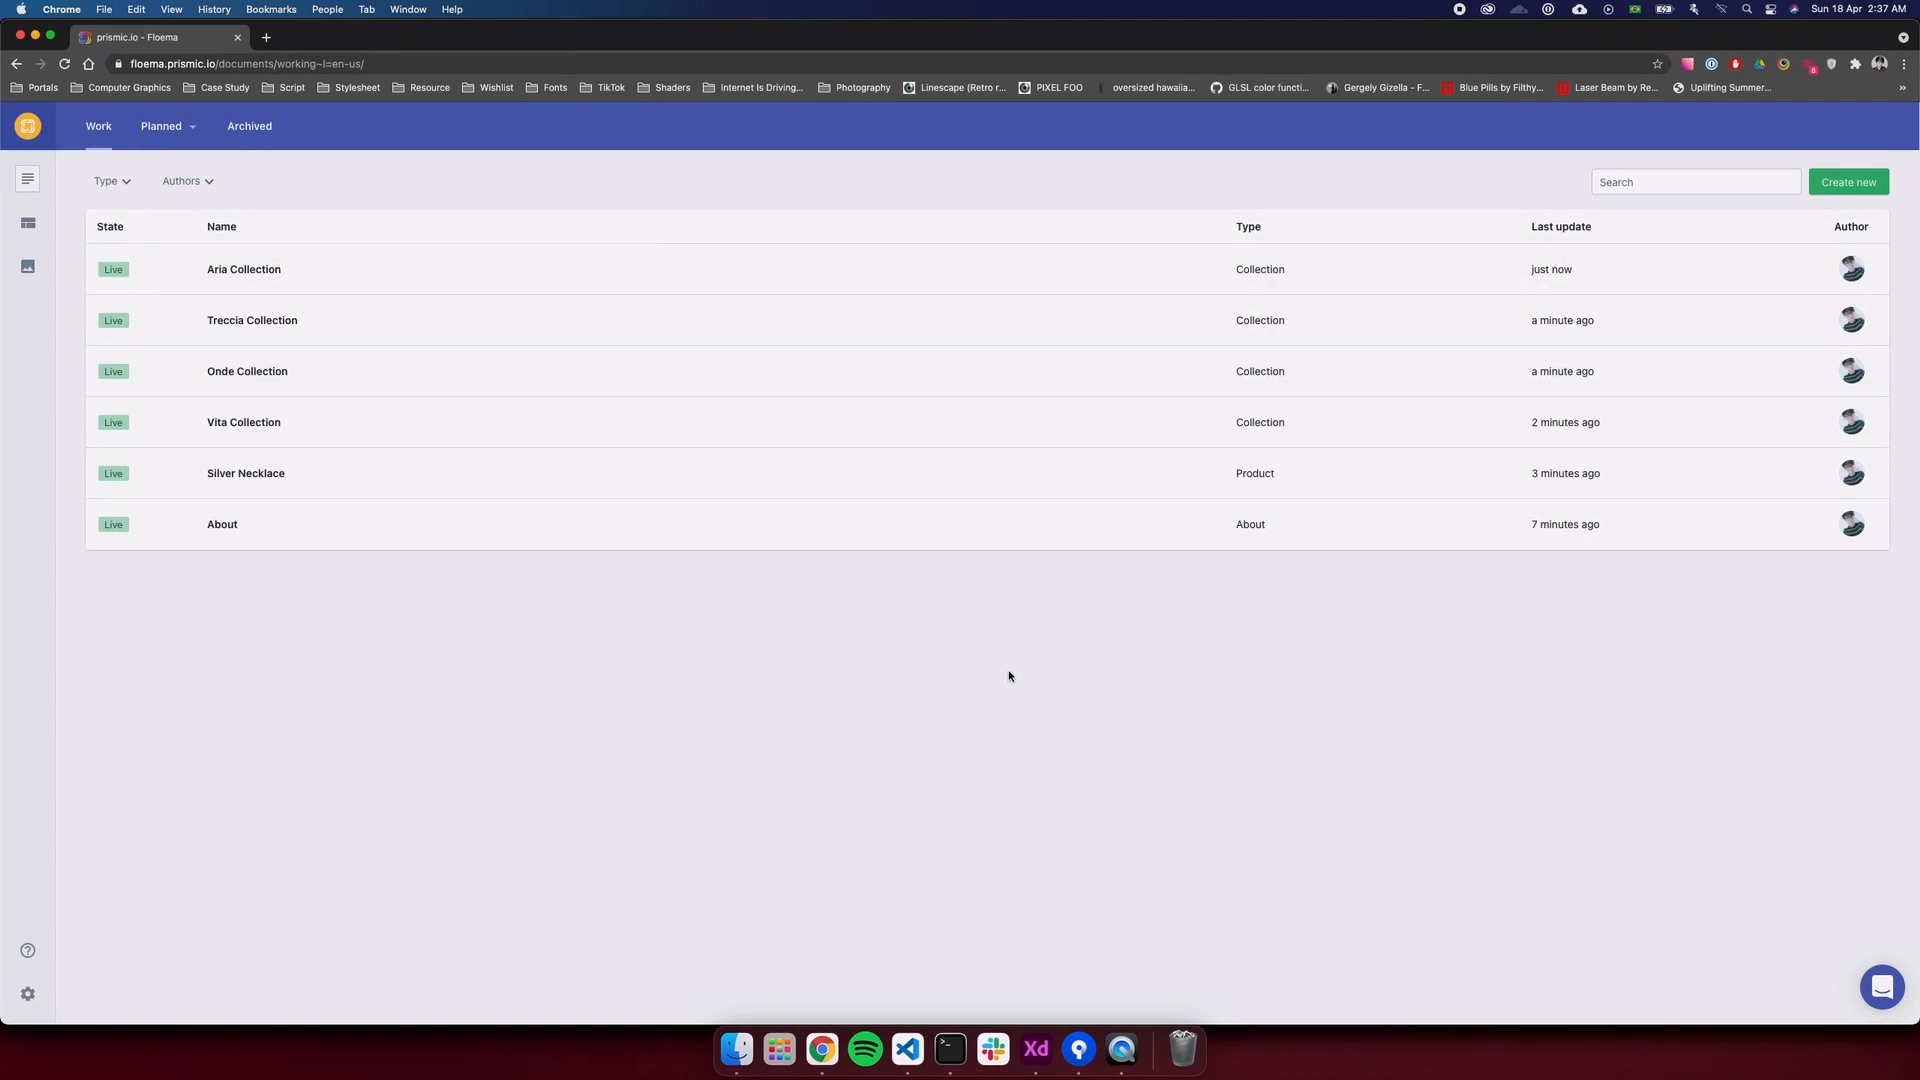 Chrome File Edit View History Bookmarks People Tab Window Help Sun 18 Apr 2:37 AM
prismic.io - Floema
floema.prismic.io/documents/working~l=en-us/
Portals Computer Graphics Case Study Script Stylesheet Resource Wishlist Fonts TikTok Shaders Internet Is Driving... Photography Linescape (Retro r... PIXEL FOO oversized hawaiia... GLSL color functi... Gergely Gizella - F... Blue Pills by Filthy... Laser Beam by Re... Uplifting Summer... »
Work Planned Archived
Type Authors Search Create new
State Name Type Last update Author
Live Aria Collection Collection just now
Live Treccia Collection Collection a minute ago
Live Onde Collection Collection a minute ago
Live Vita Collection Collection 2 minutes ago
Live Silver Necklace Product 3 minutes ago
Live About About 7 minutes ago
Xd